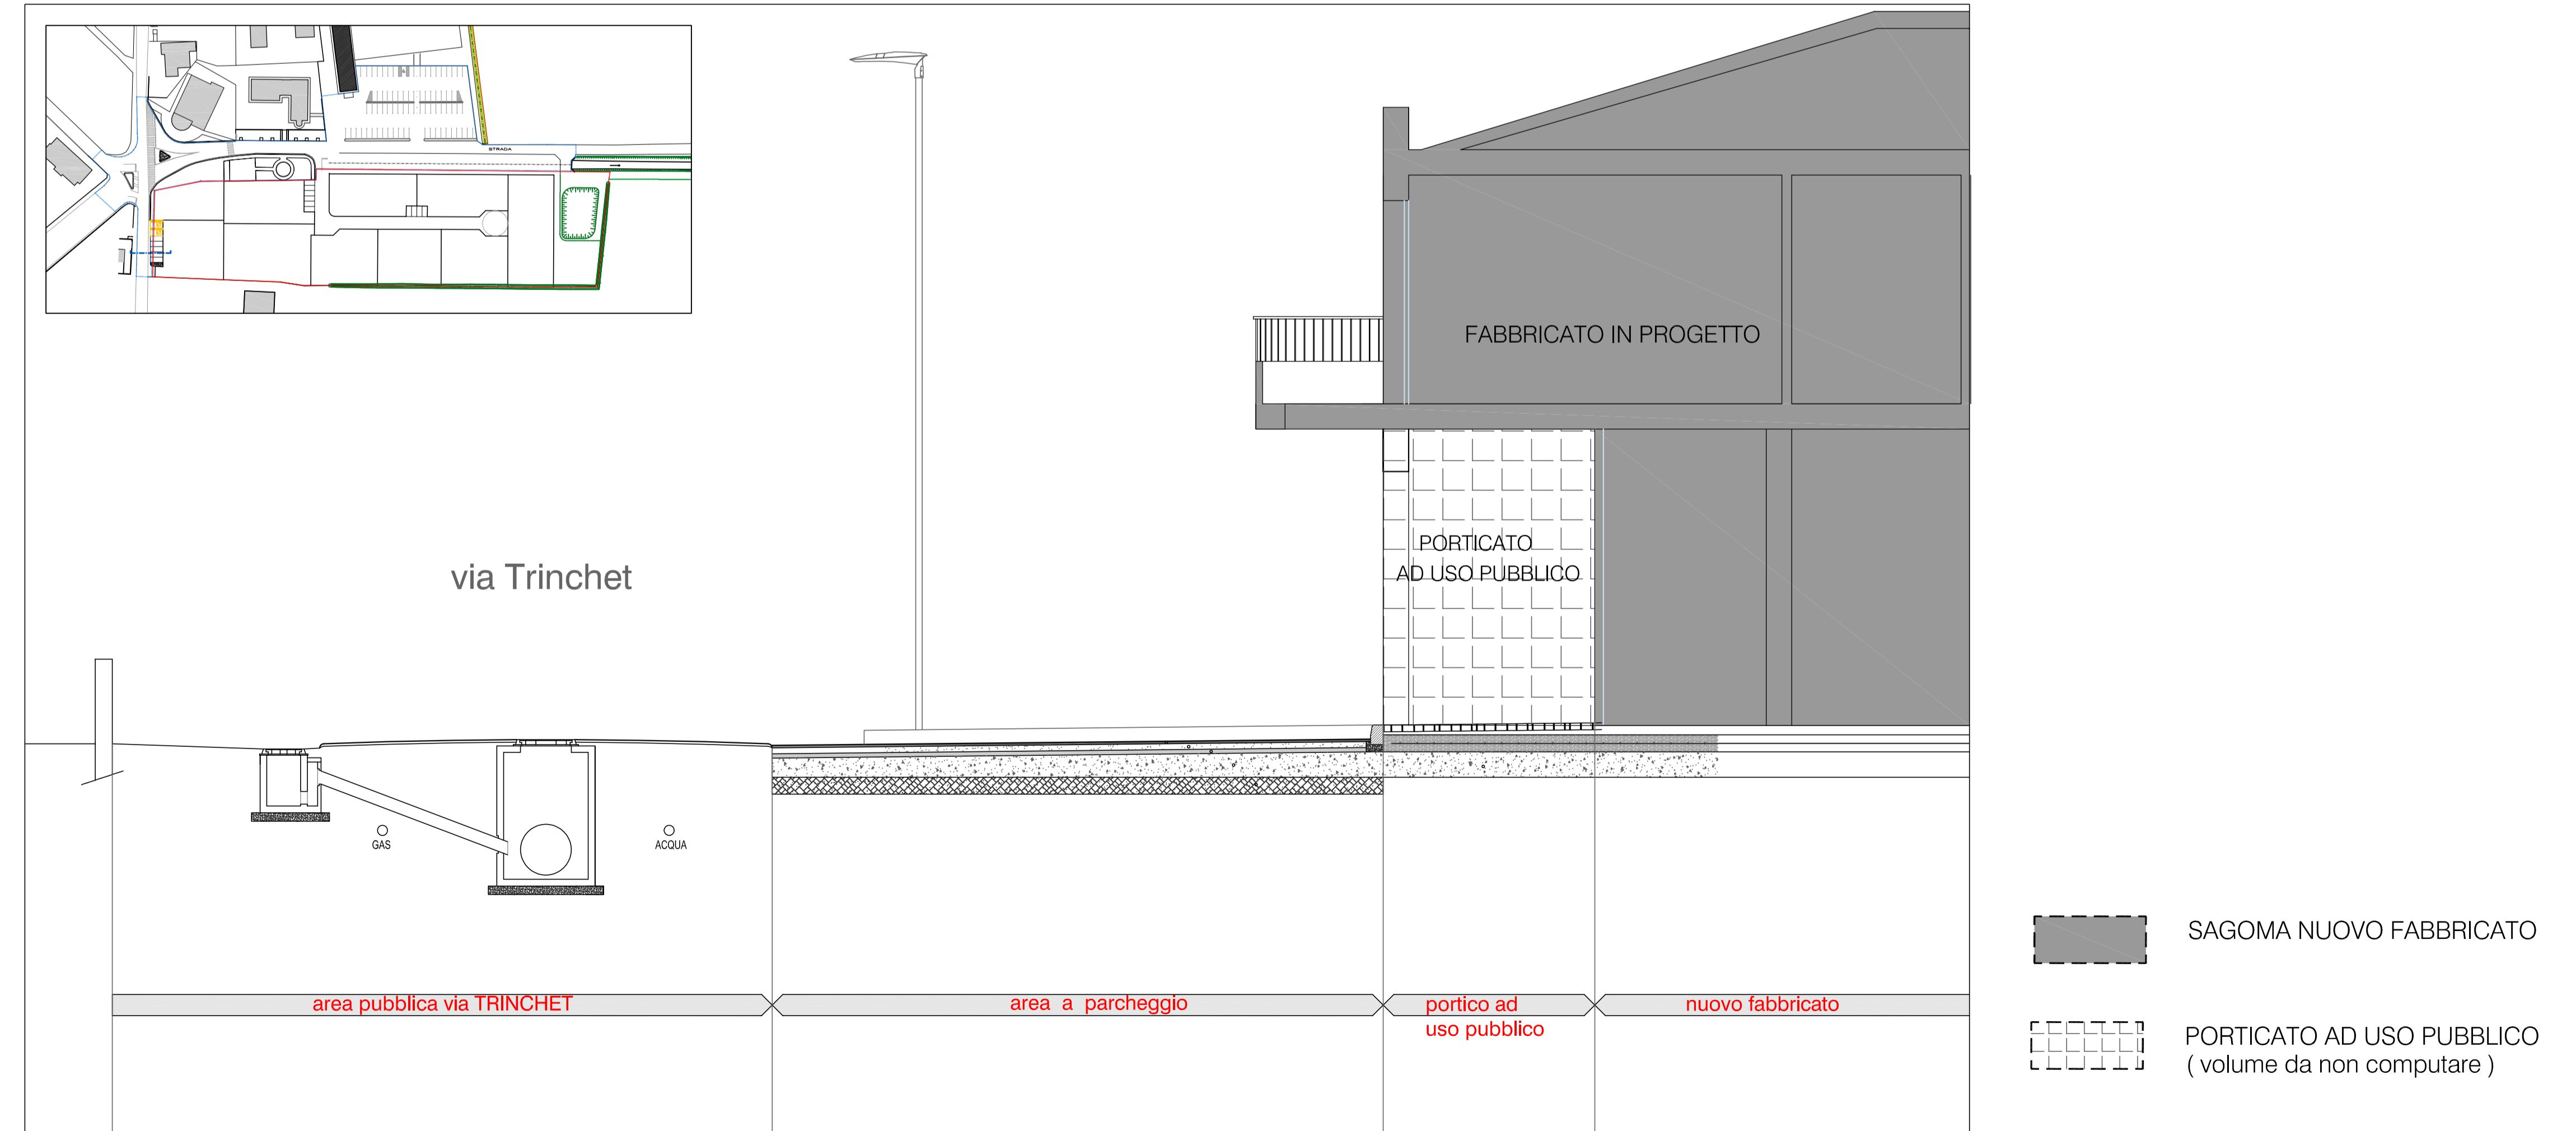 STRADA
FABBRICATO IN PROGETTO
PORTICATO
AD USO PUBBLICO
via Trinchet
GAS
ACQUA
area pubblica via TRINCHET
area a parcheggio
portico ad
uso pubblico
nuovo fabbricato
SAGOMA NUOVO FABBRICATO
PORTICATO AD USO PUBBLICO
( volume da non computare )